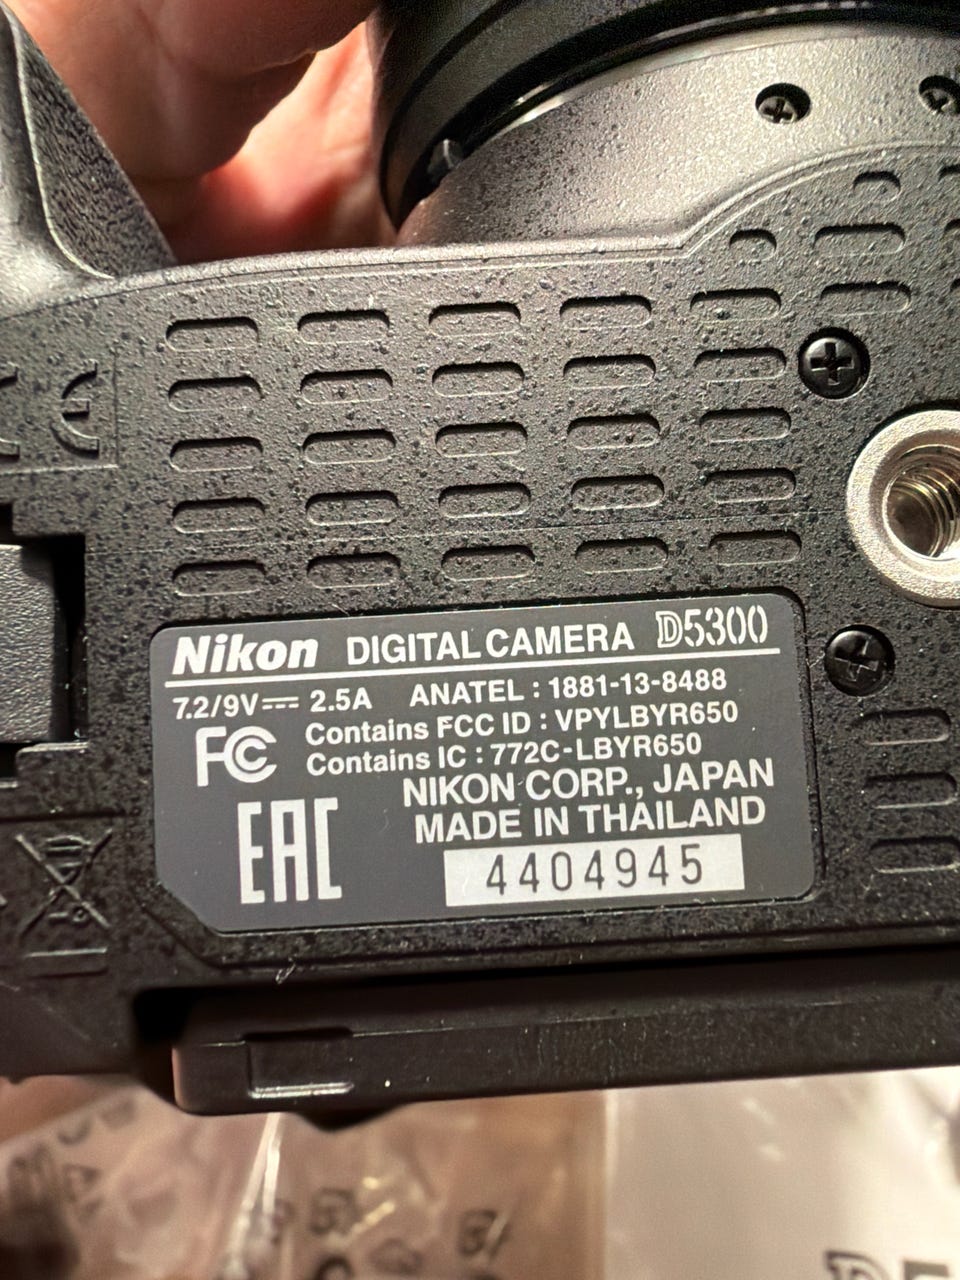 CE
Nikon DIGITAL CAMERA D5300
7.2/9V⎓ 2.5A ANATEL : 1881-13-8488
FC Contains FCC ID : VPYLBYR650
Contains IC : 772C-LBYR650
NIKON CORP., JAPAN
EAC MADE IN THAILAND
4404945